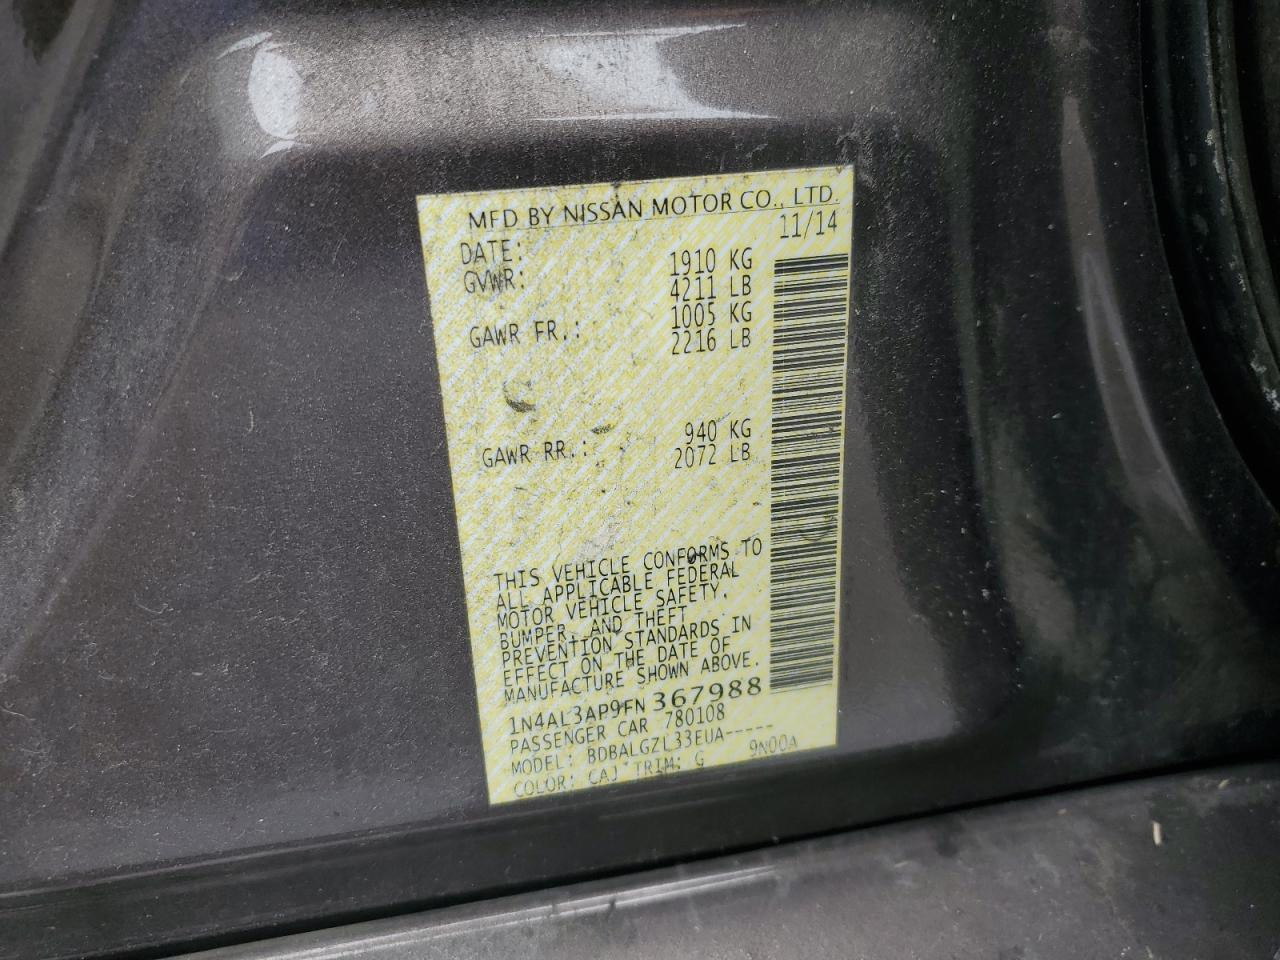 MFD BY NISSAN MOTOR CO., LTD.
DATE: 11/14
GVWR: 1910 KG
4211 LB
GAWR FR.: 1005 KG
2216 LB
GAWR RR.: 940 KG
2072 LB
THIS VEHICLE CONFORMS TO
ALL APPLICABLE FEDERAL
MOTOR VEHICLE SAFETY,
BUMPER, AND THEFT
PREVENTION STANDARDS IN
EFFECT ON THE DATE OF
MANUFACTURE SHOWN ABOVE.
1N4AL3AP9FN 367988
PASSENGER CAR 780108
MODEL: BDBALGZL33EUA-----
COLOR: CAJ TRIM: G 9N00A